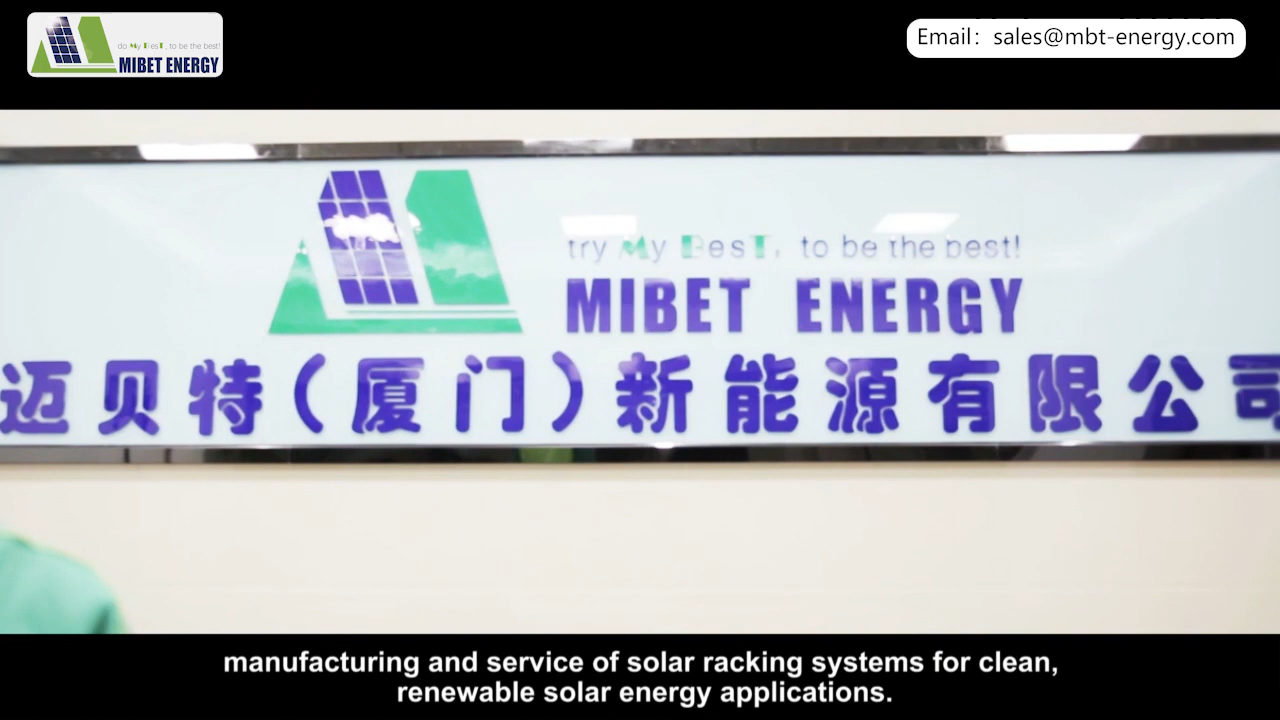 do My BesT, to be the best!
MIBET ENERGY
Email：sales@mbt-energy.com
try My BesT, to be the best!
MIBET ENERGY
迈贝特（厦门）新能源有限公司
manufacturing and service of solar racking systems for clean,
renewable solar energy applications.